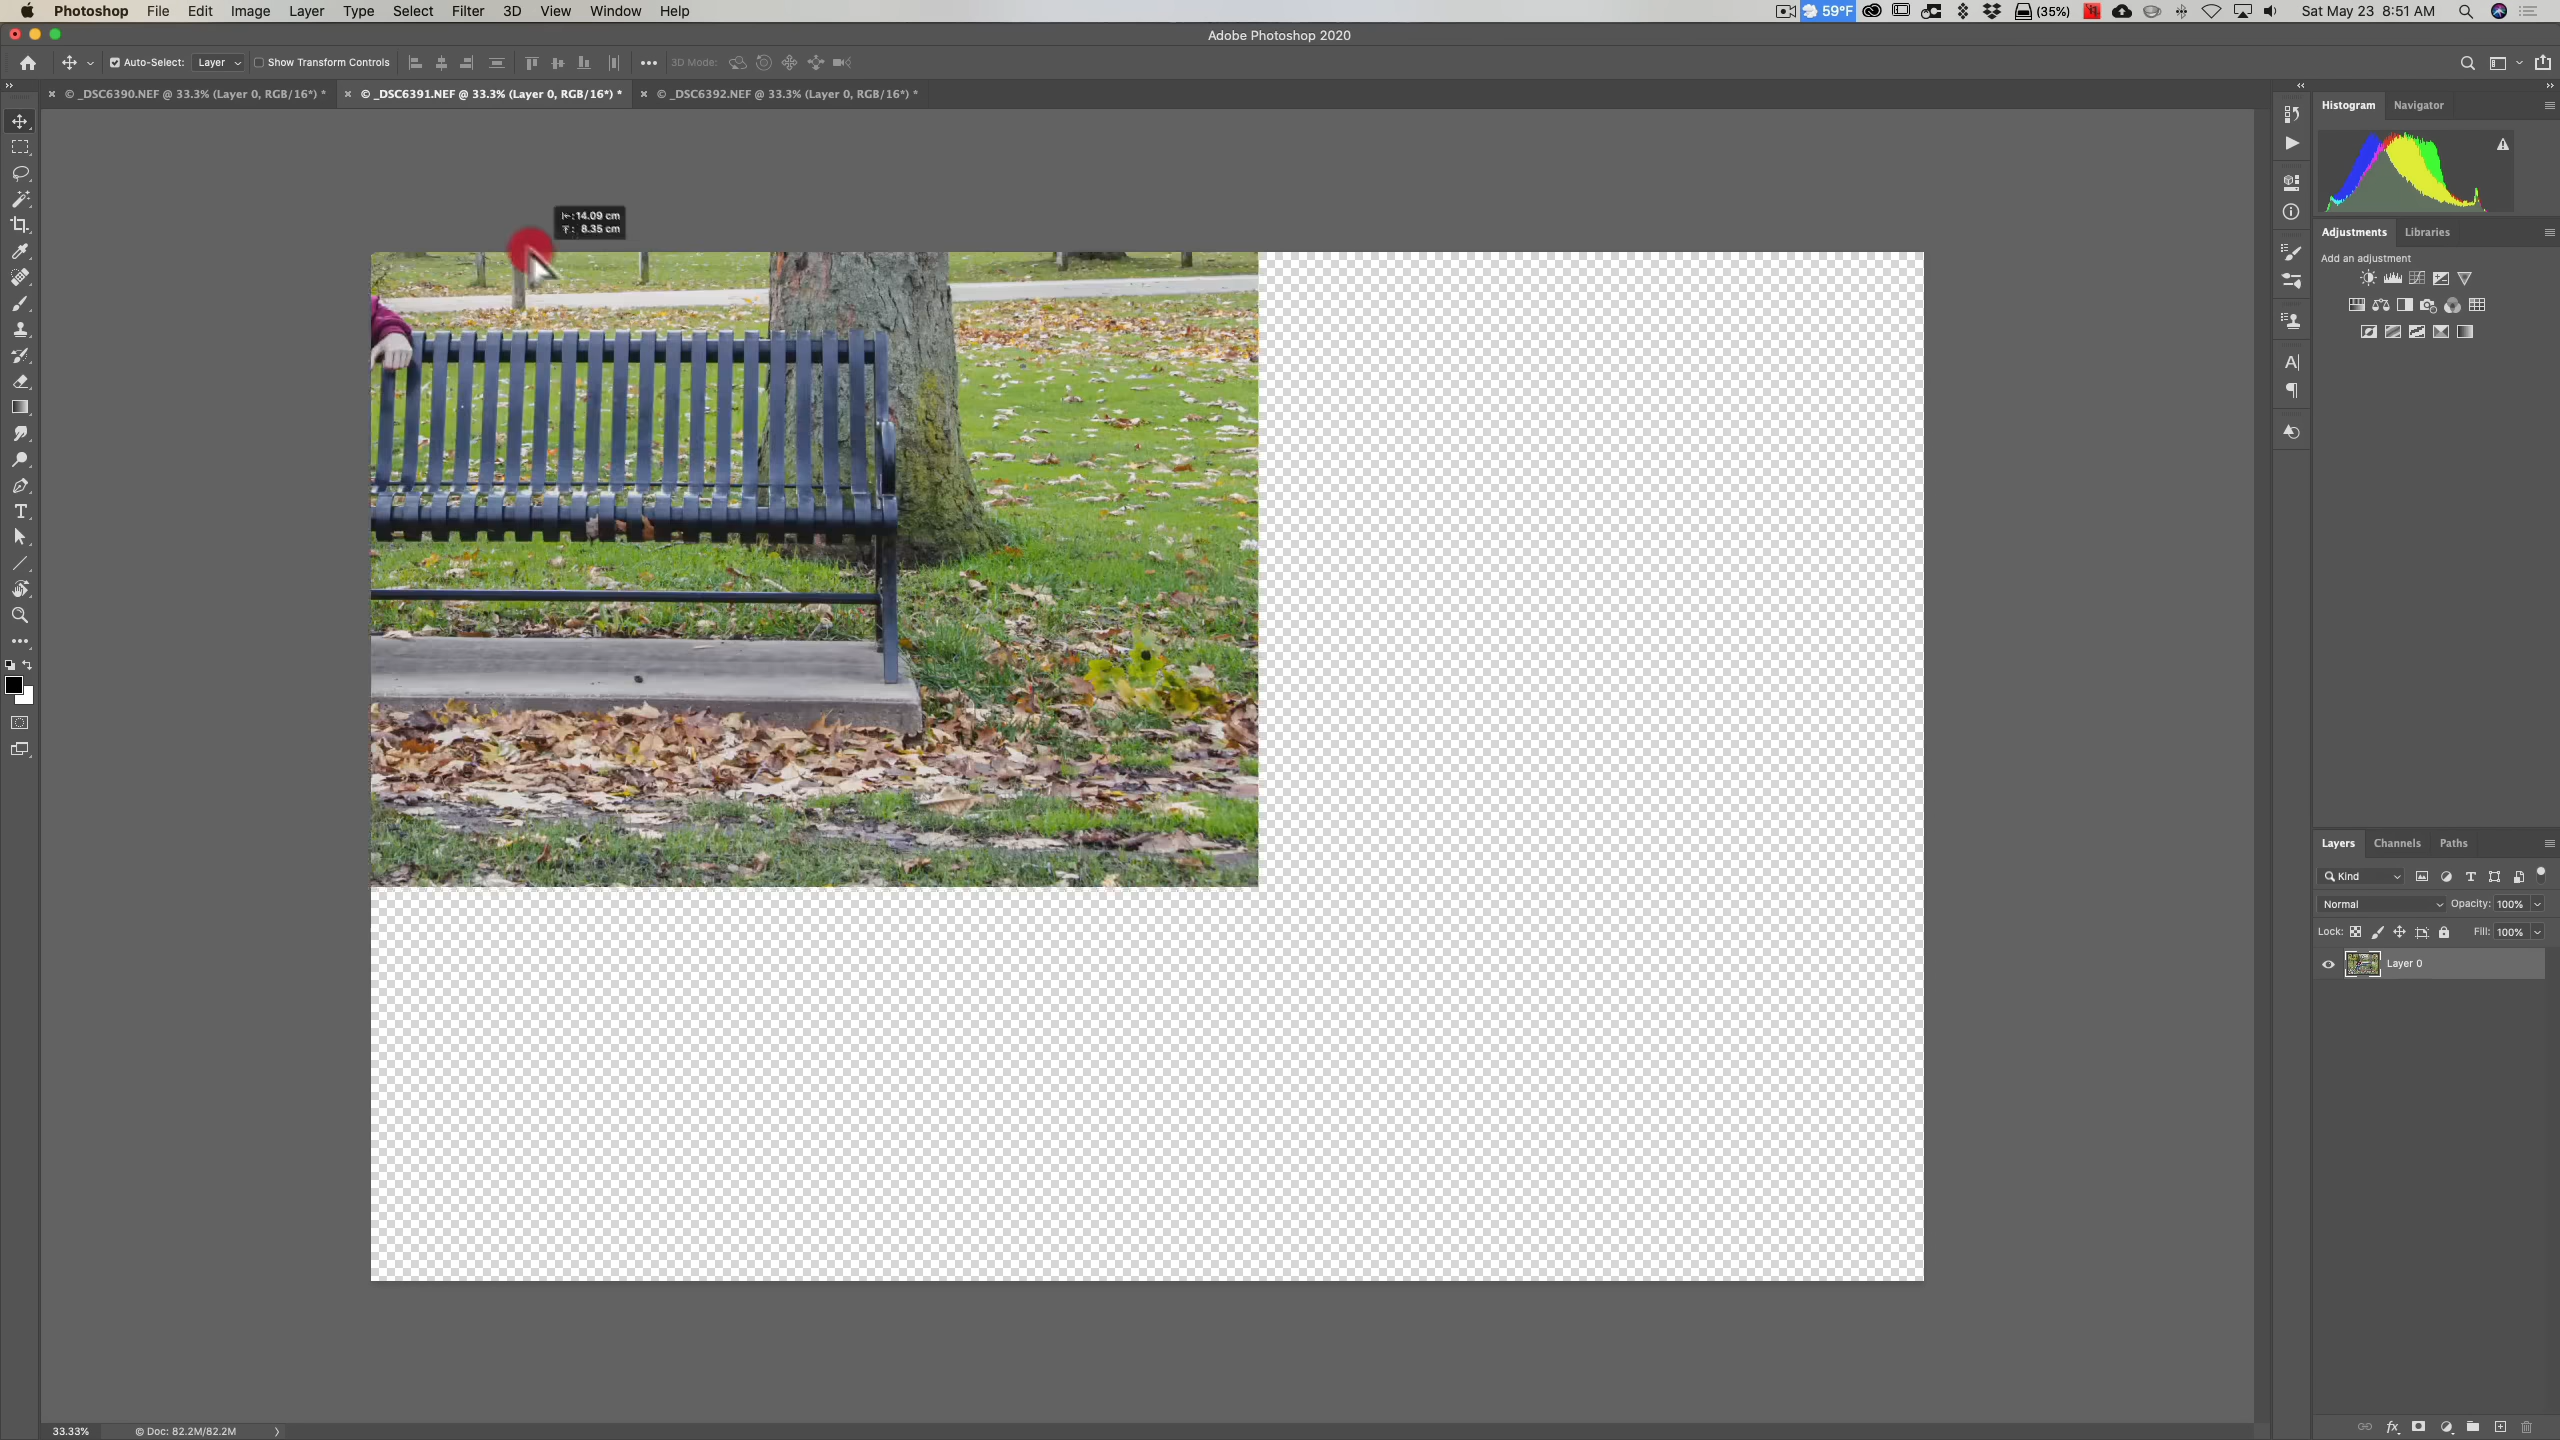 Photoshop File Edit Image Layer Type Select Filter 3D View Window Help 59°F (35%) Sat May 23 8:51 AM
Adobe Photoshop 2020
Auto-Select: Layer Show Transform Controls 3D Mode:
© _DSC6390.NEF @ 33.3% (Layer 0, RGB/16*) * © _DSC6391.NEF @ 33.3% (Layer 0, RGB/16*) * © _DSC6392.NEF @ 33.3% (Layer 0, RGB/16*) *
Histogram Navigator
14.09 cm
8.35 cm
Adjustments Libraries
Add an adjustment
Layers Channels Paths
Kind
Normal Opacity: 100%
Lock: Fill: 100%
Layer 0
33.33% © Doc: 82.2M/82.2M